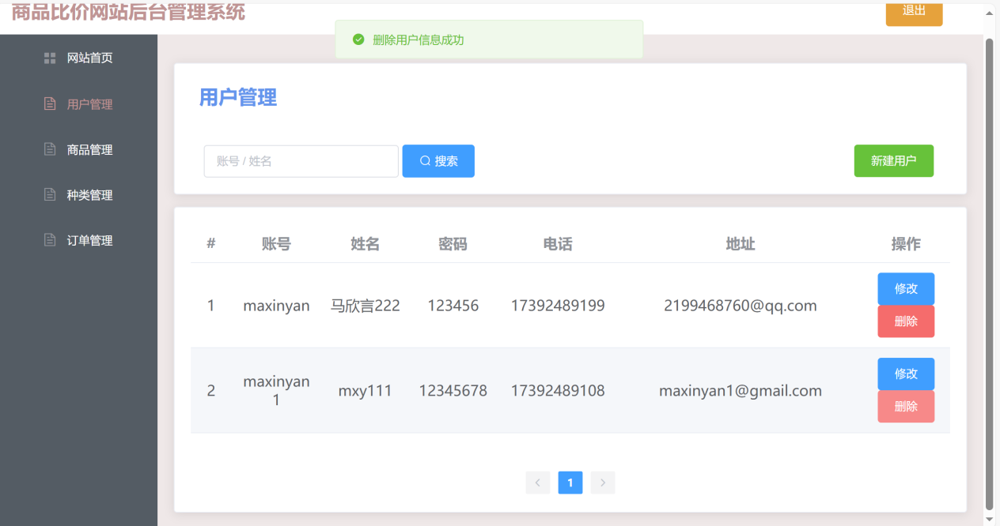 商品比价网站后台管理系统
退出
删除用户信息成功
网站首页
用户管理
商品管理
种类管理
订单管理
用户管理
账号 / 姓名
搜索
新建用户
# 账号 姓名 密码 电话 地址 操作
1 maxinyan 马欣言222 123456 17392489199 2199468760@qq.com
修改
删除
2 maxinyan
1 mxy111 12345678 17392489108 maxinyan1@gmail.com
修改
删除
1